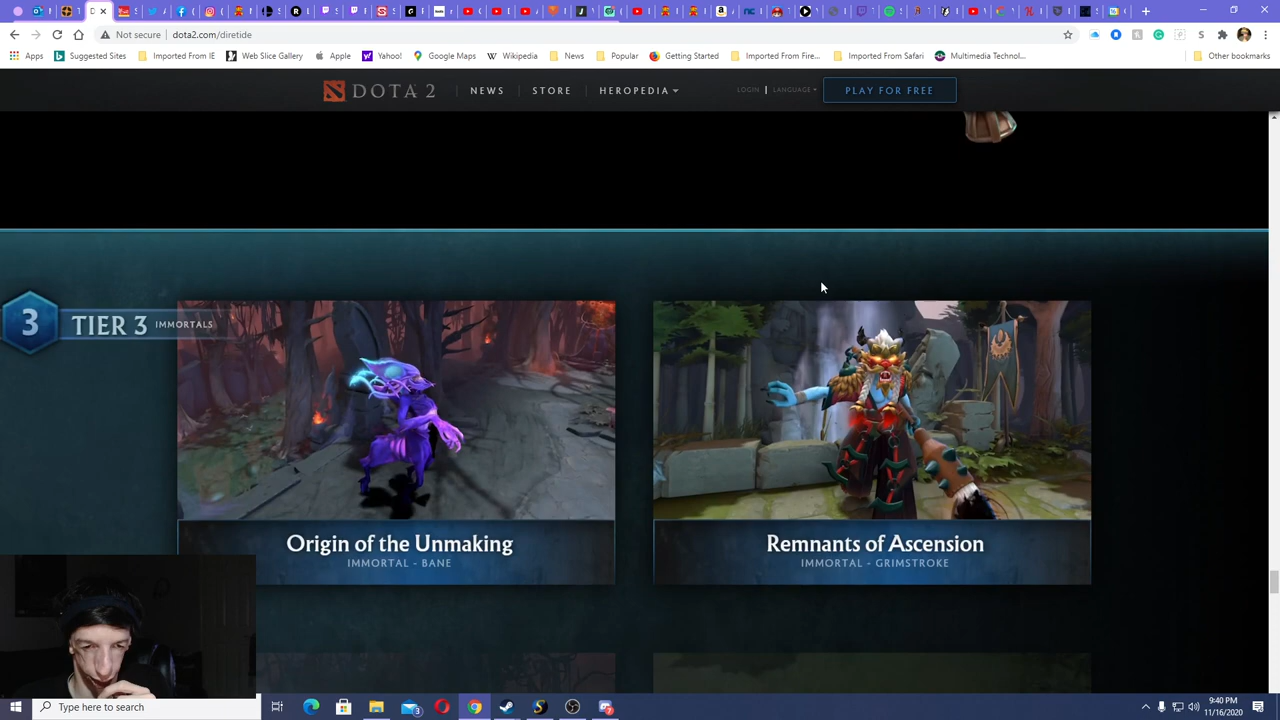 Not secure
dota2.com/diretide
Apps
Suggested Sites
Imported From IE
Web Slice Gallery
Apple
Yahoo!
Google Maps
Wikipedia
News
Popular
Getting Started
Imported From Fire...
Imported From Safari
Multimedia Technol...
Other bookmarks
DOTA 2
NEWS
STORE
HEROPEDIA
LOGIN
LANGUAGE
PLAY FOR FREE
3
TIER 3 IMMORTALS
Origin of the Unmaking
IMMORTAL - BANE
Remnants of Ascension
IMMORTAL - GRIMSTROKE
Type here to search
9:40 PM
11/16/2020